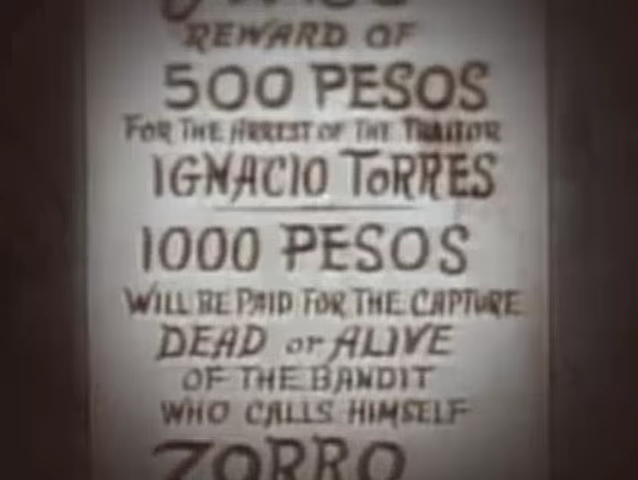 REWARD OF
500 PESOS
FOR THE ARREST OF THE TRAITOR
IGNACIO TORRES
1000 PESOS
WILL BE PAID FOR THE CAPTURE
DEAD or ALIVE
OF THE BANDIT
WHO CALLS HIMSELF
ZORRO